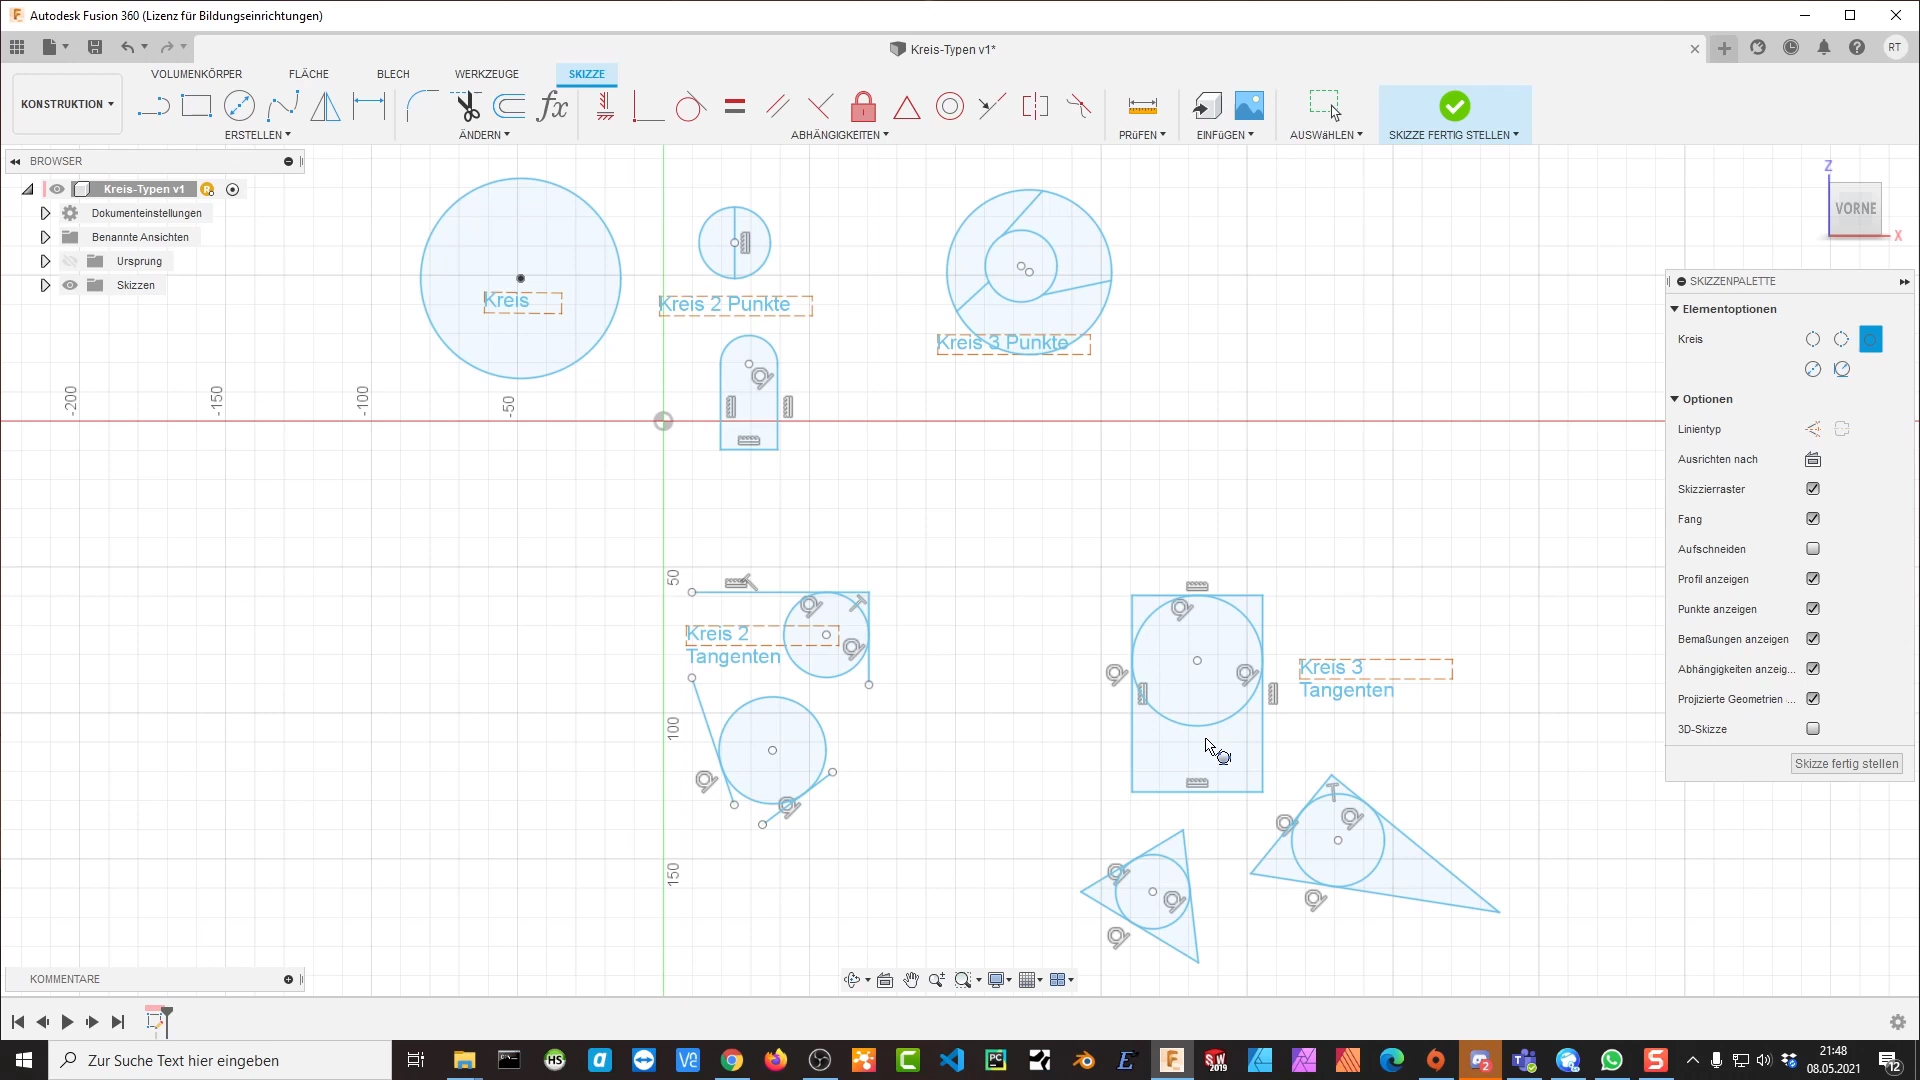 Autodesk Fusion 360 (Lizenz für Bildungseinrichtungen)
Kreis-Typen v1*
RT
KONSTRUKTION
VOLUMENKÖRPER
FLÄCHE
BLECH
WERKZEUGE
SKIZZE
fx
ERSTELLEN
ÄNDERN
ABHÄNGIGKEITEN
PRÜFEN
EINFÜGEN
AUSWÄHLEN
SKIZZE FERTIG STELLEN
BROWSER
Kreis-Typen v1
Dokumenteinstellungen
Benannte Ansichten
Ursprung
Skizzen
Kreis
Kreis 2 Punkte
Kreis 3 Punkte
-200
-150
-100
-50
50
100
150
Kreis 2
Tangenten
Kreis 3
Tangenten
Z
VORNE
X
SKIZZENPALETTE
Elementoptionen
Kreis
Optionen
Linientyp
Ausrichten nach
Skizzierraster
Fang
Aufschneiden
Profil anzeigen
Punkte anzeigen
Bemaßungen anzeigen
Abhängigkeiten anzeig...
Projizierte Geometrien ...
3D-Skizze
Skizze fertig stellen
KOMMENTARE
Zur Suche Text hier eingeben
21:48
08.05.2021
12